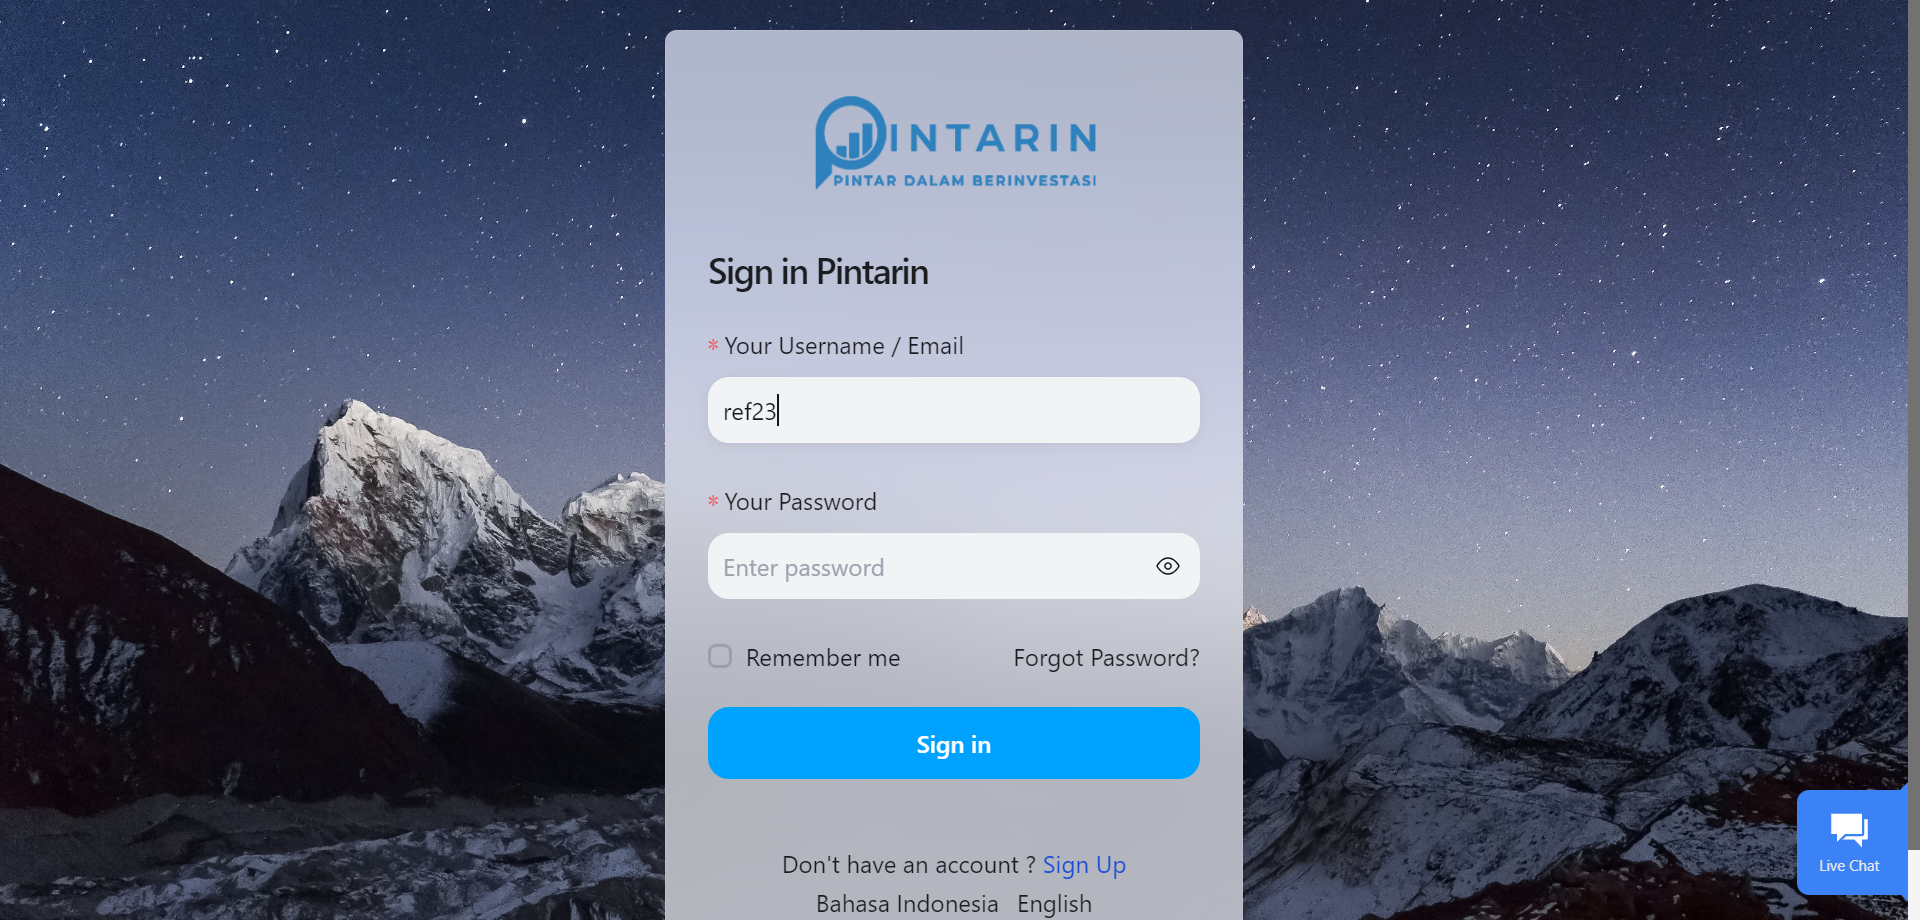 PINTARIN
PINTAR DALAM BERINVESTASI
Sign in Pintarin
* Your Username / Email
ref23
* Your Password
Enter password
Remember me
Forgot Password?
Sign in
Don't have an account ? Sign Up
Bahasa Indonesia English
Live Chat